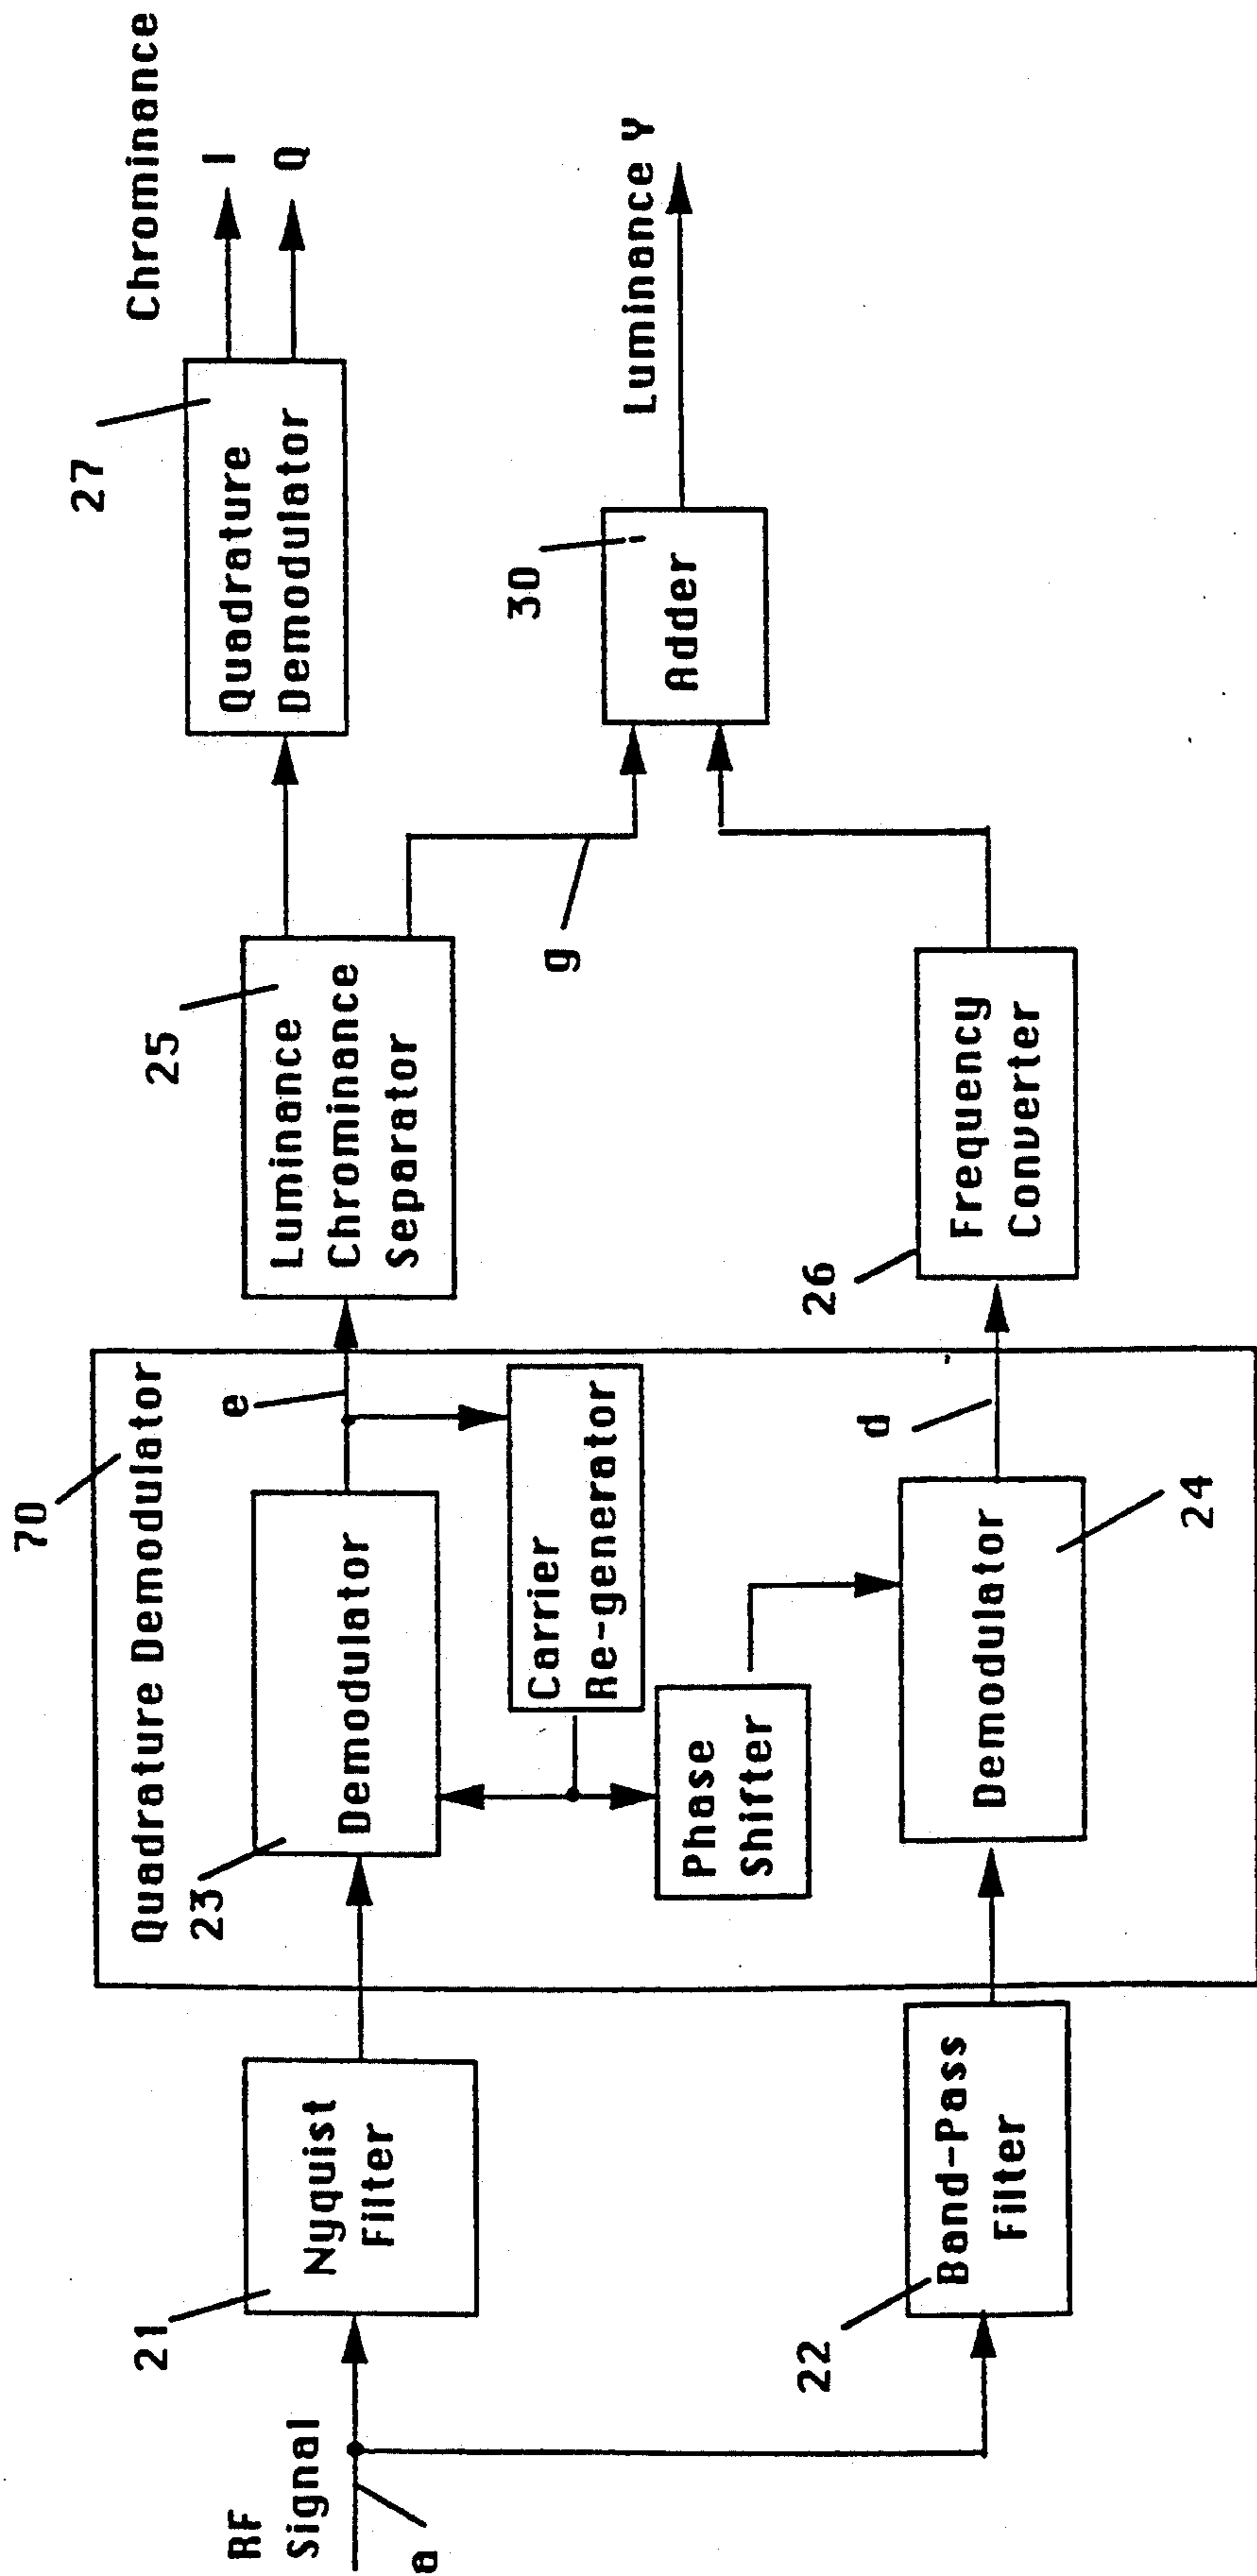 RF
Signal
a
21
Nyquist
Filter
22
Band-Pass
Filter
70
Quadrature Demodulator
23
Demodulator
e
Carrier
Re-generator
Phase
Shifter
Demodulator
24
d
25
Luminance
Chrominance
Separator
g
26
Frequency
Converter
27
Quadrature
Demodulator
30
Adder
Chrominance
I
Q
Luminance Y